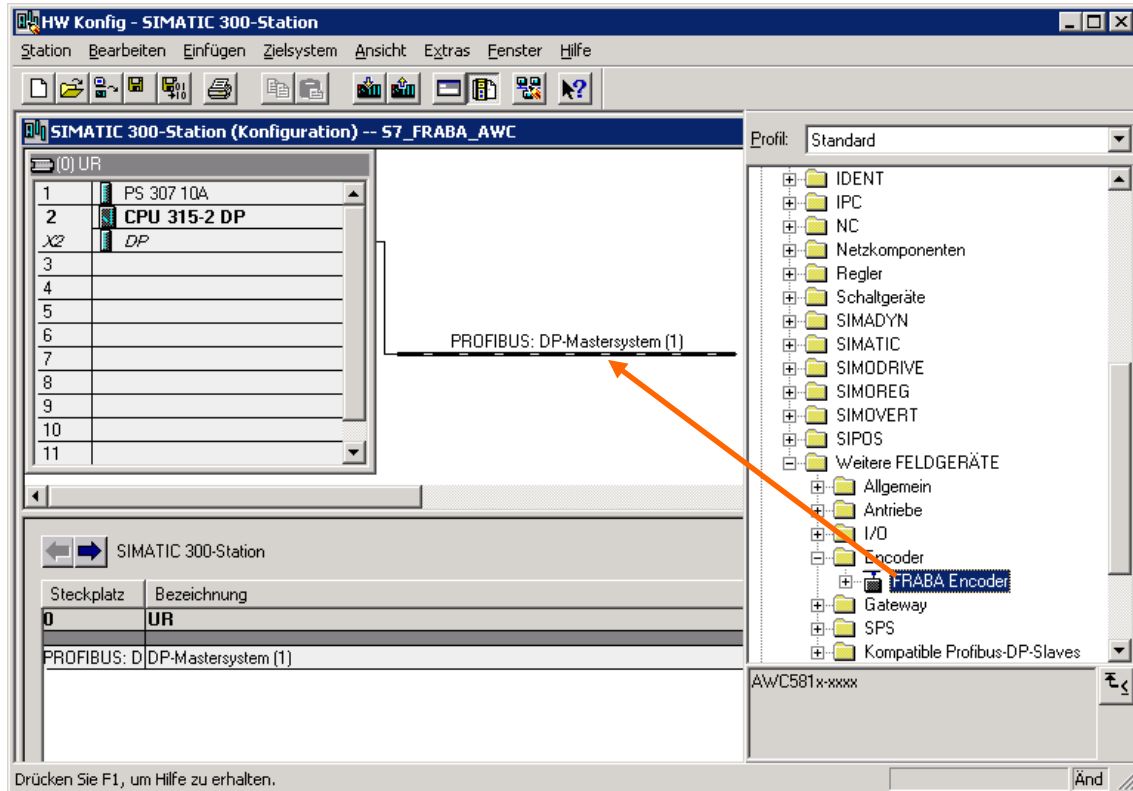 HW Konfig - SIMATIC 300-Station
Station Bearbeiten Einfügen Zielsystem Ansicht Extras Fenster Hilfe
SIMATIC 300-Station (Konfiguration) -- S7_FRABA_AWC
(0) UR
1 PS 307 10A
2 CPU 315-2 DP
X2 DP
3
4
5
6
7
8
9
10
11
PROFIBUS: DP-Mastersystem (1)
Profil: Standard
IDENT
IPC
NC
Netzkomponenten
Regler
Schaltgeräte
SIMADYN
SIMATIC
SIMODRIVE
SIMOREG
SIMOVERT
SIPOS
Weitere FELDGERÄTE
Allgemein
Antriebe
I/O
Encoder
FRABA Encoder
Gateway
SPS
Kompatible Profibus-DP-Slaves
AWC581x-xxxx
SIMATIC 300-Station
Steckplatz Bezeichnung
0 UR
PROFIBUS: D DP-Mastersystem (1)
Drücken Sie F1, um Hilfe zu erhalten.
Änd